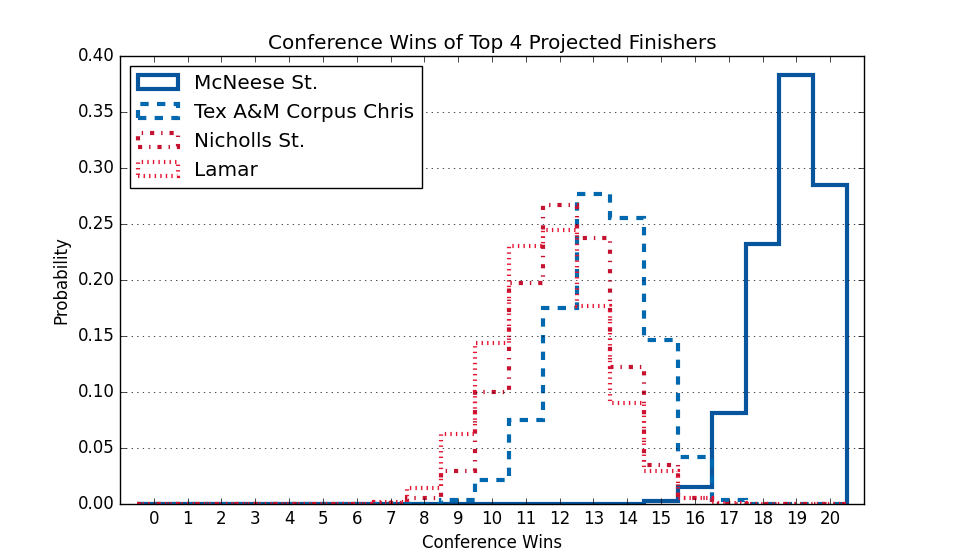 Conference Wins of Top 4 Projected Finishers
0.40
0.35
0.30
0.25
0.20
0.15
0.10
0.05
0.00
Probability
McNeese St.
Tex A&M Corpus Chris
Nicholls St.
Lamar
0 1 2 3 4 5 6 7 8 9 10 11 12 13 14 15 16 17 18 19 20
Conference Wins